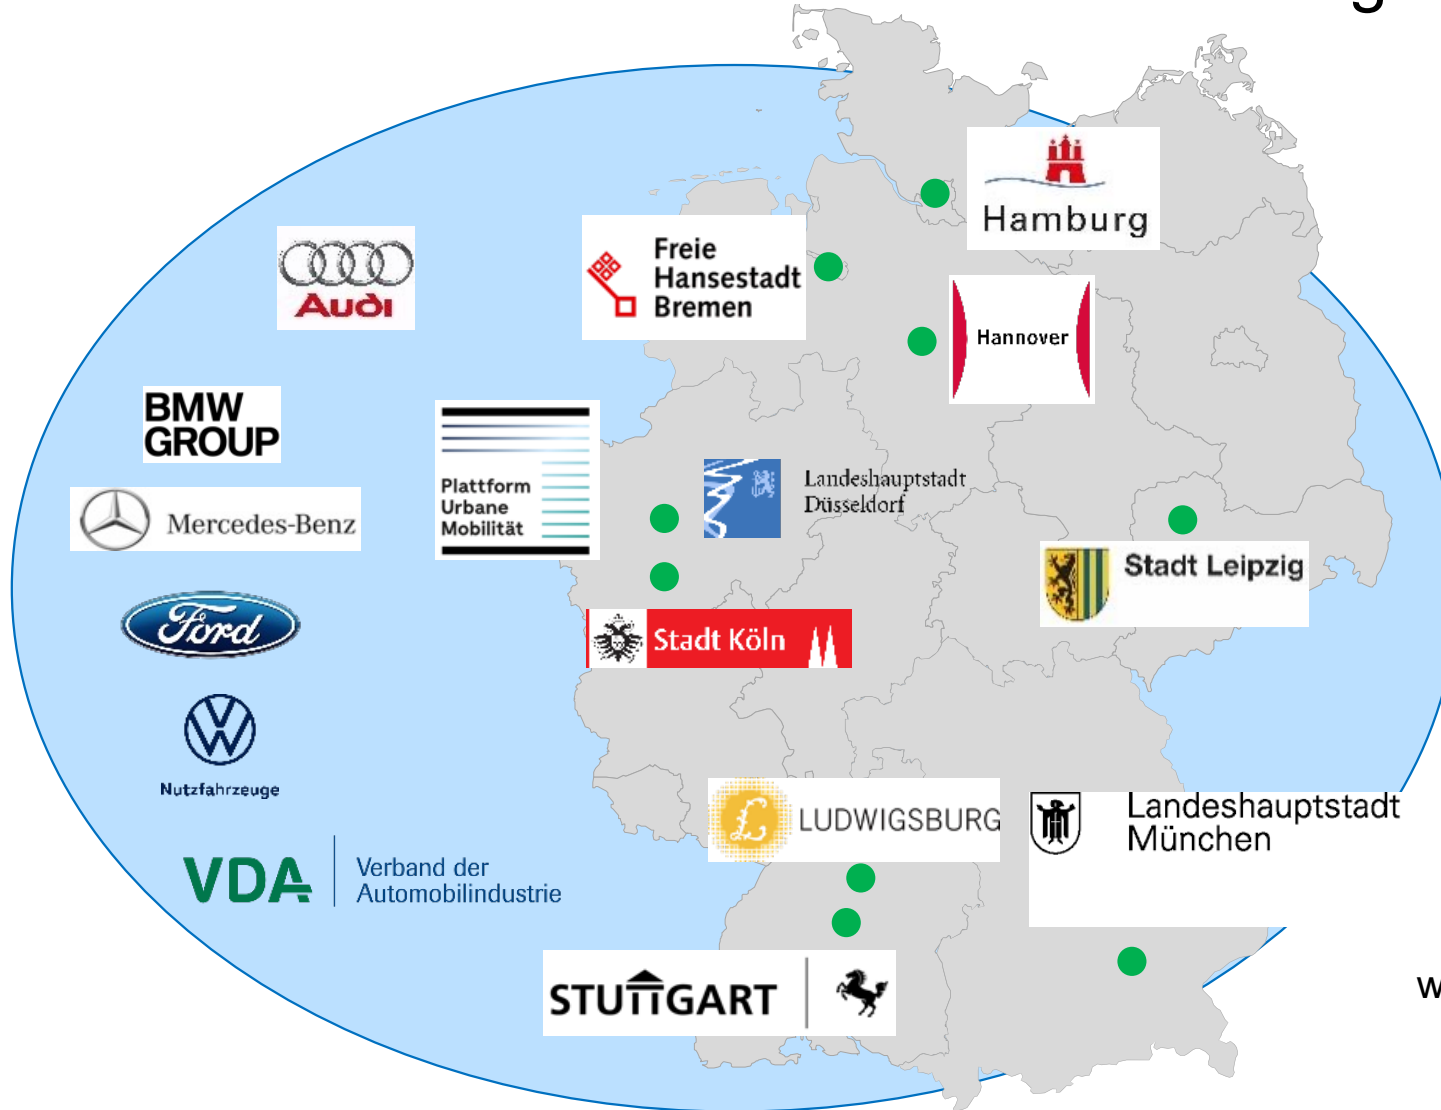 Hamburg
Audi
Freie
Hansestadt
Bremen
Hannover
BMW
GROUP
Plattform
Urbane
Mobilität
Landeshauptstadt
Düsseldorf
Mercedes-Benz
Stadt Leipzig
Ford
Stadt Köln
Nutzfahrzeuge
LUDWIGSBURG
Landeshauptstadt
München
VDA
Verband der
Automobilindustrie
STUTTGART
w